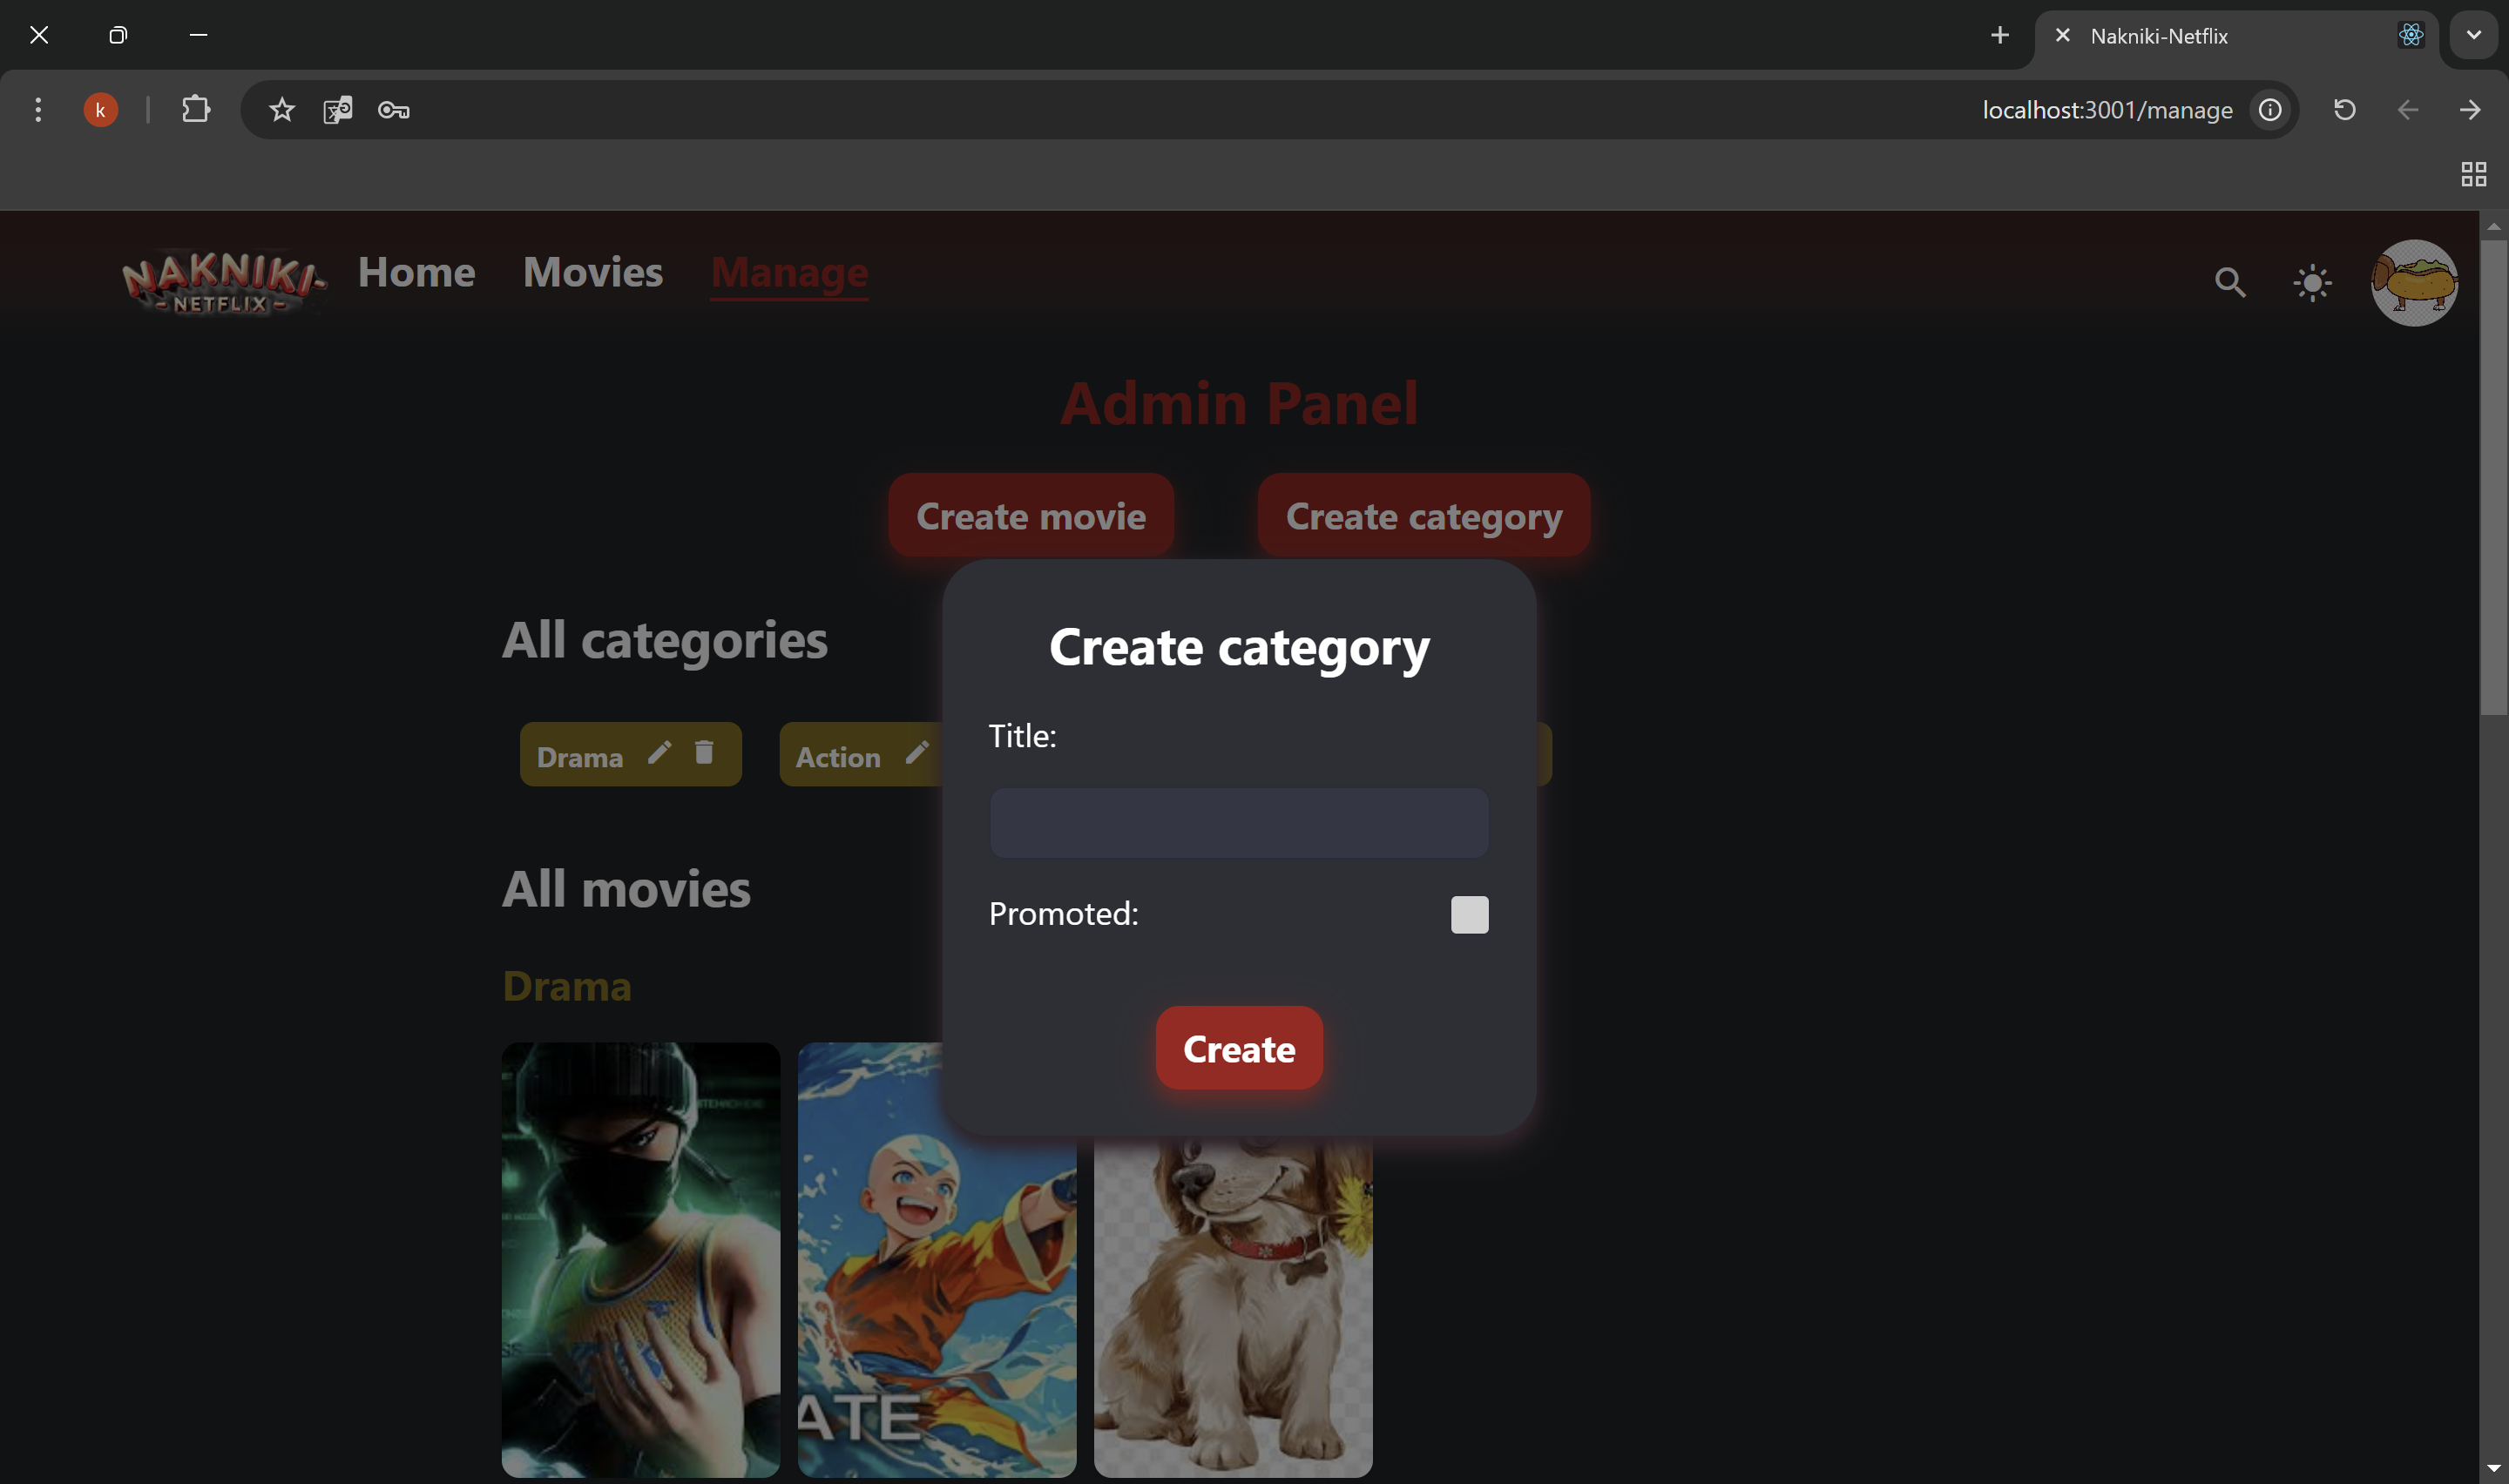 Nakniki-Netflix
k
localhost:3001/manage
NAKNIKI
- NETFLIX -
Home
Movies
Manage
Admin Panel
Create movie
Create category
All categories
Drama
Action
Create category
Title:
Promoted:
Create
All movies
Drama
ATE